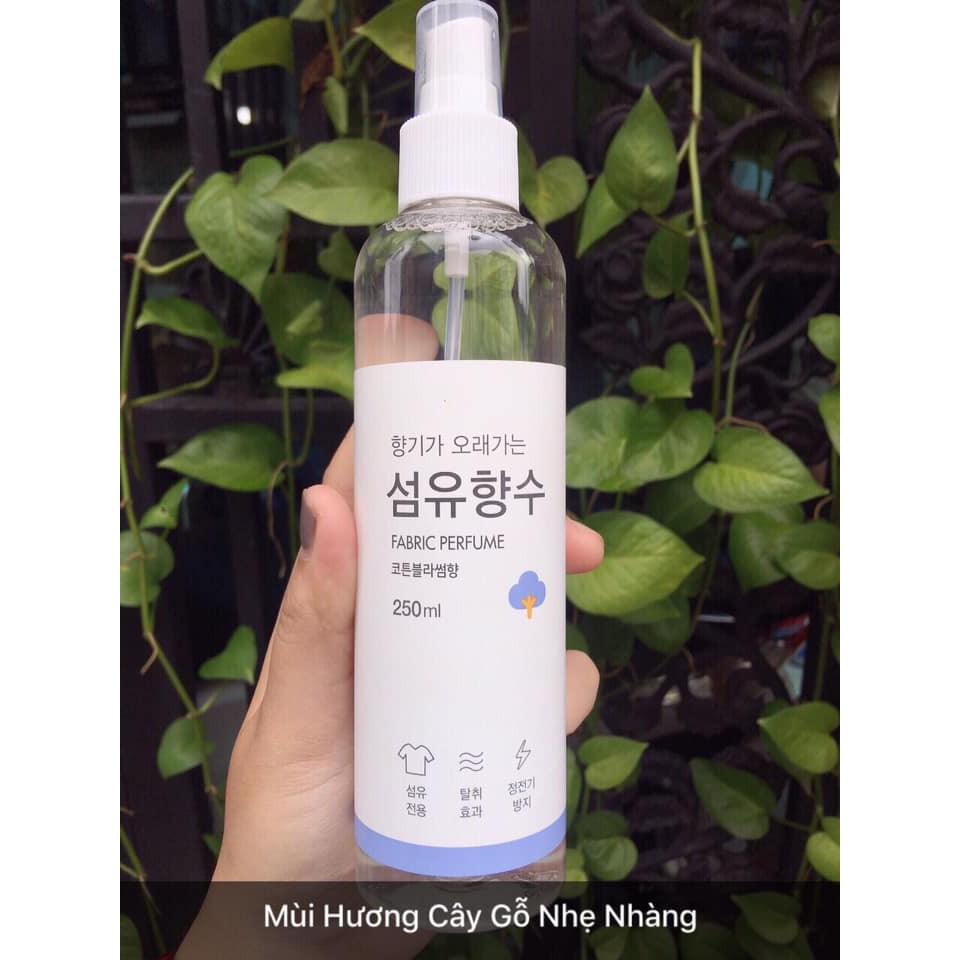 향기가 오래가는
섬유향수
FABRIC PERFUME
코튼블라썸향
250ml
섬유
전용
탈취
효과
정전기
방지
Mùi Hương Cây Gỗ Nhẹ Nhàng